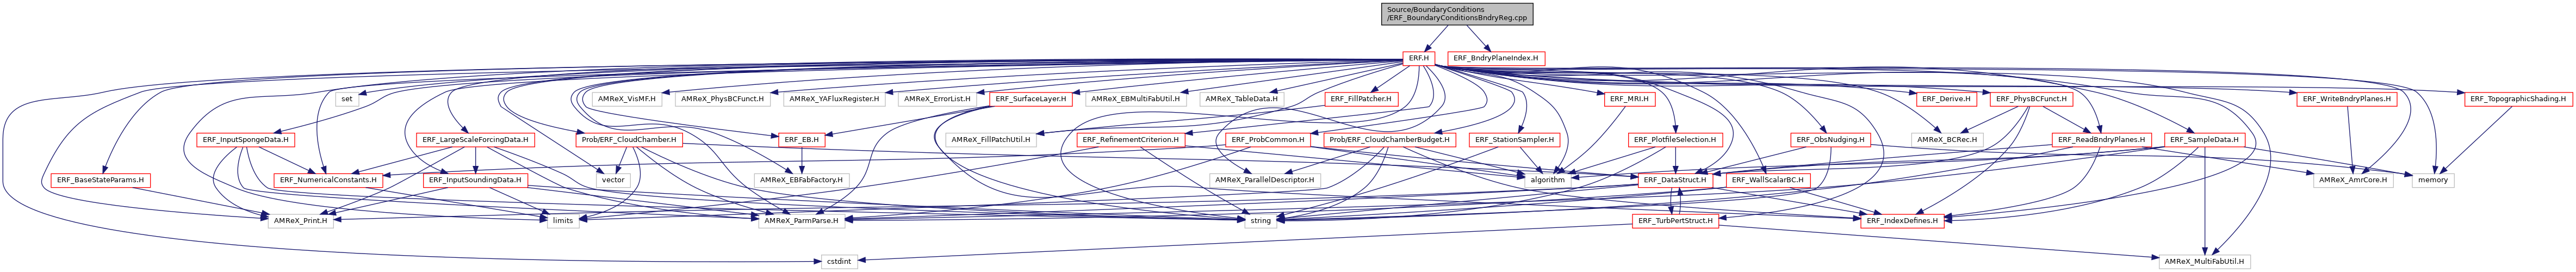 Source/BoundaryConditions
/ERF_BoundaryConditionsBndryReg.cpp
ERF.H
ERF_BndryPlaneIndex.H
set
AMReX_VisMF.H
AMReX_PhysBCFunct.H
AMReX_YAFluxRegister.H
AMReX_ErrorList.H
ERF_SurfaceLayer.H
AMReX_EBMultiFabUtil.H
AMReX_TableData.H
ERF_FillPatcher.H
ERF_MRI.H
ERF_Derive.H
ERF_PhysBCFunct.H
ERF_WriteBndryPlanes.H
ERF_TopographicShading.H
ERF_InputSpongeData.H
ERF_LargeScaleForcingData.H
Prob/ERF_CloudChamber.H
ERF_EB.H
AMReX_FillPatchUtil.H
ERF_RefinementCriterion.H
ERF_ProbCommon.H
Prob/ERF_CloudChamberBudget.H
ERF_StationSampler.H
ERF_PlotfileSelection.H
ERF_ObsNudging.H
AMReX_BCRec.H
ERF_ReadBndryPlanes.H
ERF_SampleData.H
ERF_BaseStateParams.H
ERF_NumericalConstants.H
ERF_InputSoundingData.H
vector
AMReX_EBFabFactory.H
AMReX_ParallelDescriptor.H
algorithm
ERF_DataStruct.H
ERF_WallScalarBC.H
AMReX_AmrCore.H
memory
AMReX_Print.H
limits
AMReX_ParmParse.H
string
ERF_TurbPertStruct.H
ERF_IndexDefines.H
cstdint
AMReX_MultiFabUtil.H